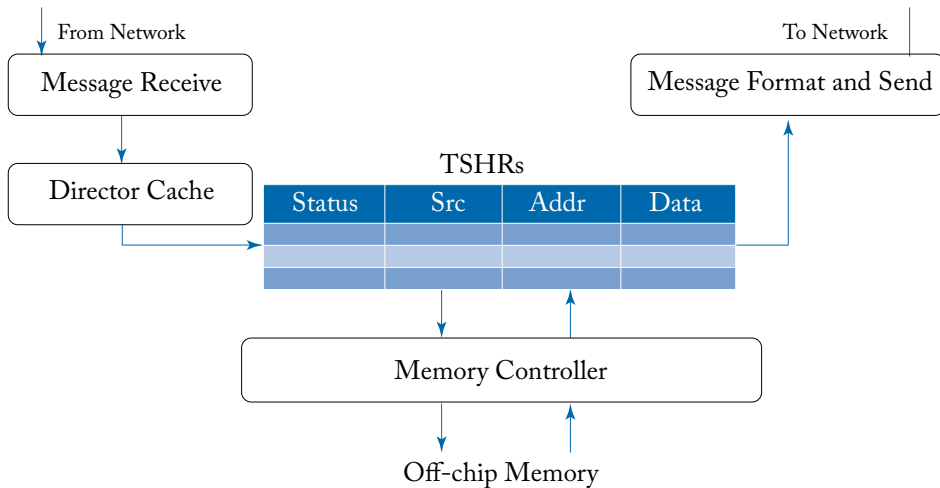 From Network
To Network
Message Receive
Message Format and Send
TSHRs
Director Cache
Status Src Addr Data
Memory Controller
Off-chip Memory